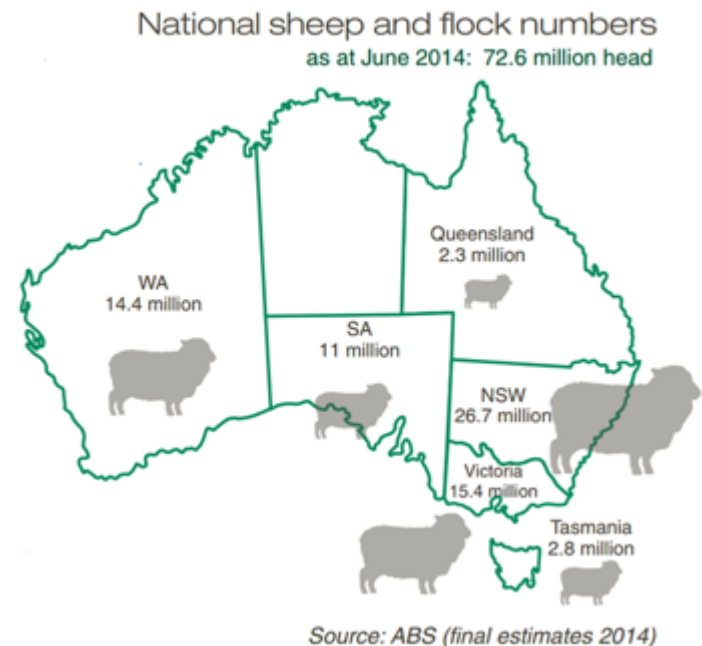 National sheep and flock numbers
as at June 2014: 72.6 million head
Queensland
2.3 million
WA
14.4 million
SA
11 million
NSW
26.7 million
Victoria
15.4 million
Tasmania
2.8 million
Source: ABS (final estimates 2014)